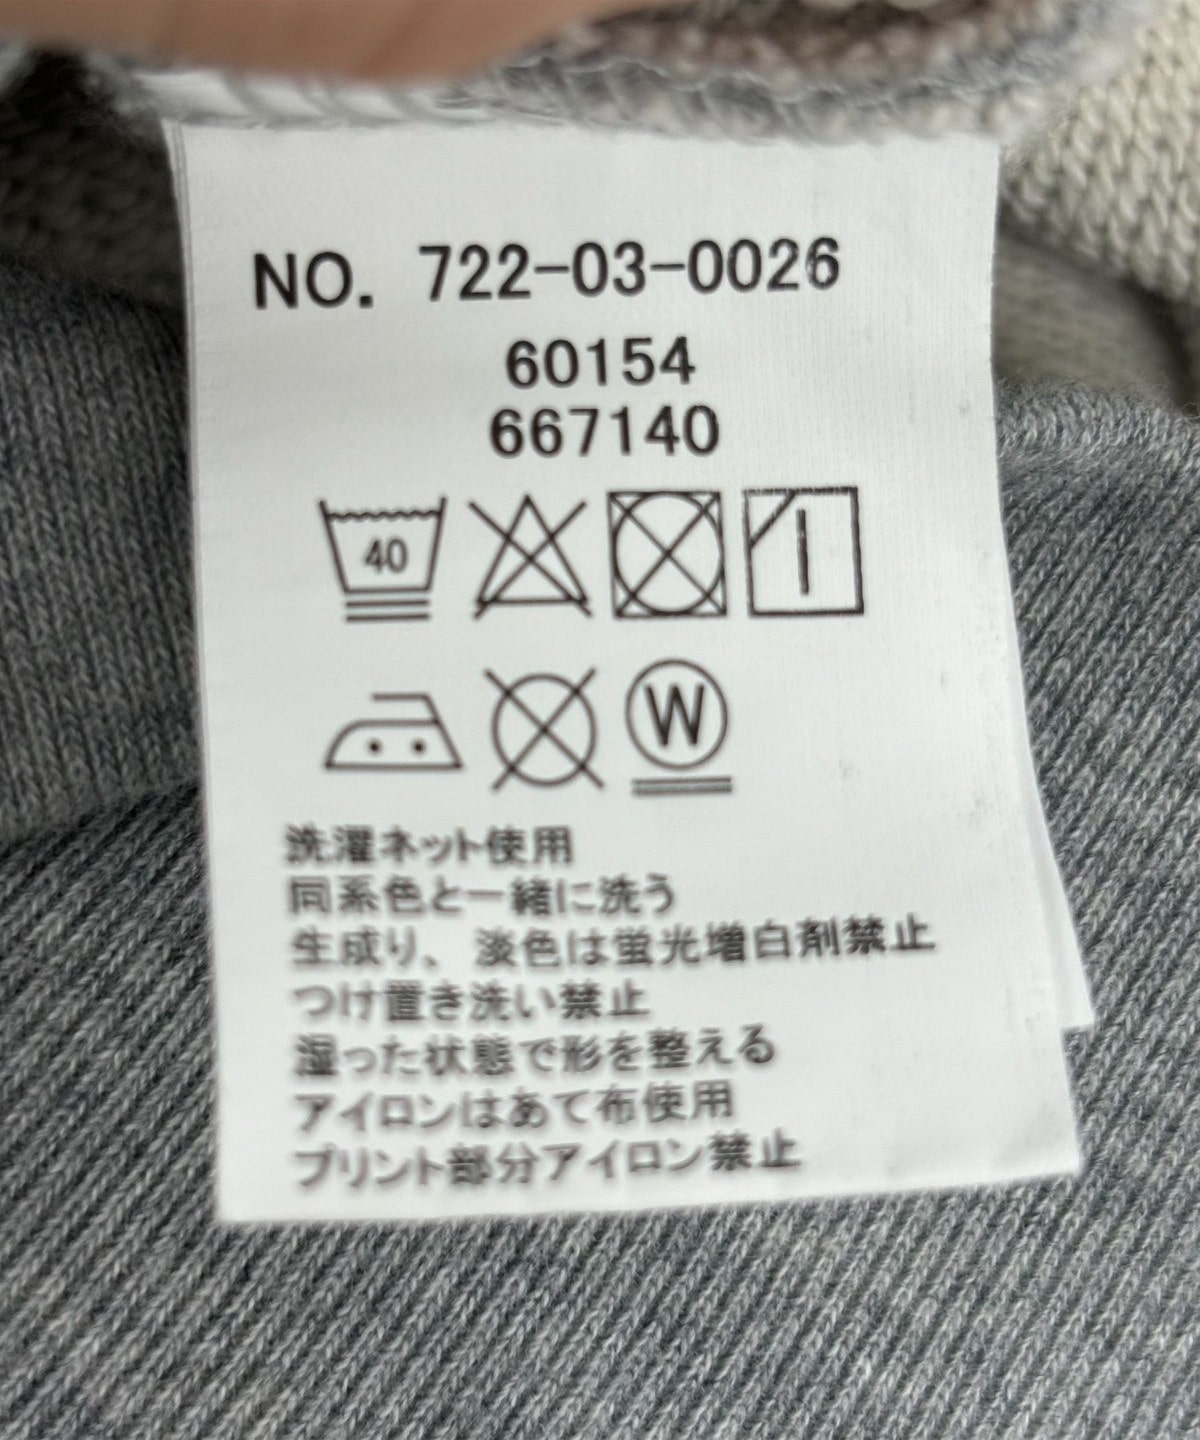 NO. 722-03-0026
60154
667140
40
W
洗濯ネット使用
同系色と一緒に洗う
生成り、淡色は蛍光増白剤禁止
つけ置き洗い禁止
湿った状態で形を整える
アイロンはあて布使用
プリント部分アイロン禁止